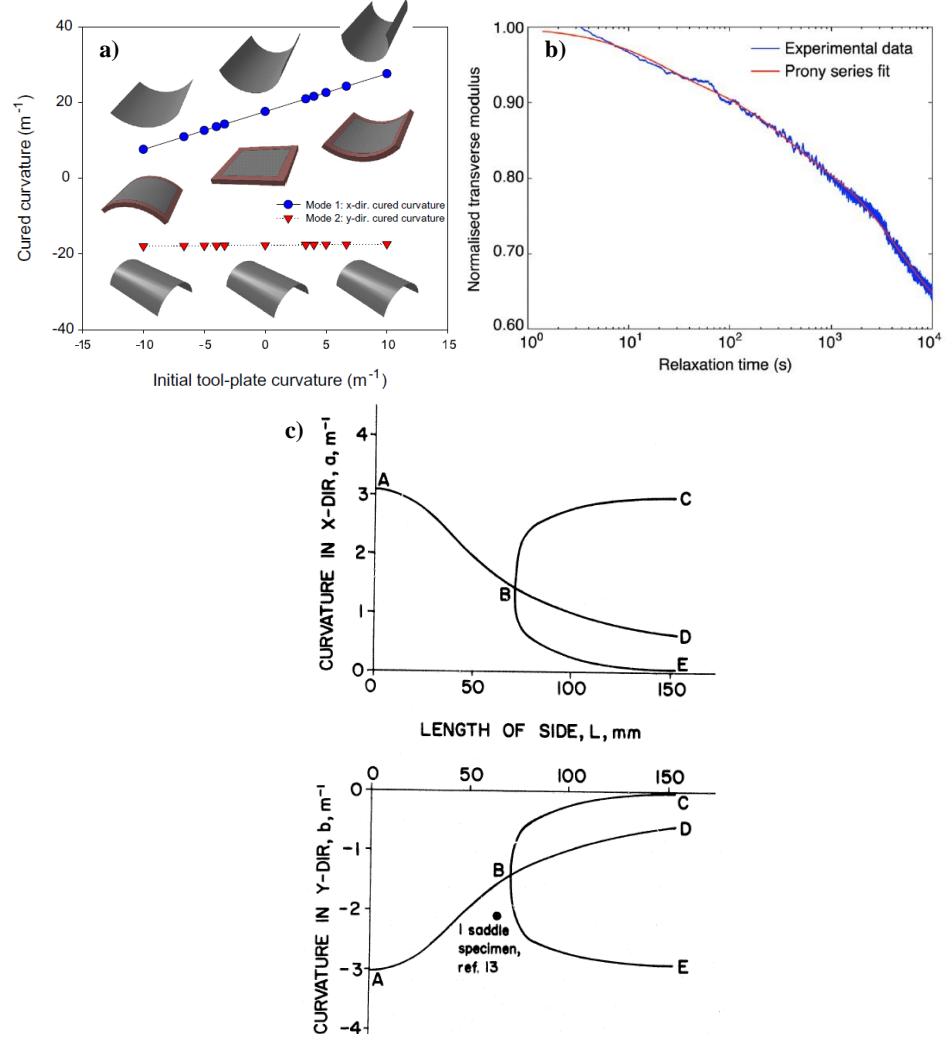 a)
Cured curvature (m⁻¹)
40
20
0
-20
-40
Mode 1: x-dir. cured curvature
Mode 2: y-dir. cured curvature
-15 -10 -5 0 5 10 15
Initial tool-plate curvature (m⁻¹)
b)
Normalised transverse modulus
1.00
0.90
0.80
0.70
0.60
Experimental data
Prony series fit
10⁰ 10¹ 10² 10³ 10⁴
Relaxation time (s)
c)
CURVATURE IN X-DIR, a, m⁻¹
4
3
2
1
0
A
B
C
D
E
0 50 100 150
LENGTH OF SIDE, L, mm
0 50 100 150
CURVATURE IN Y-DIR, b, m⁻¹
0
-1
-2
-3
-4
C
D
B
1 saddle
specimen,
ref. 13
A
E